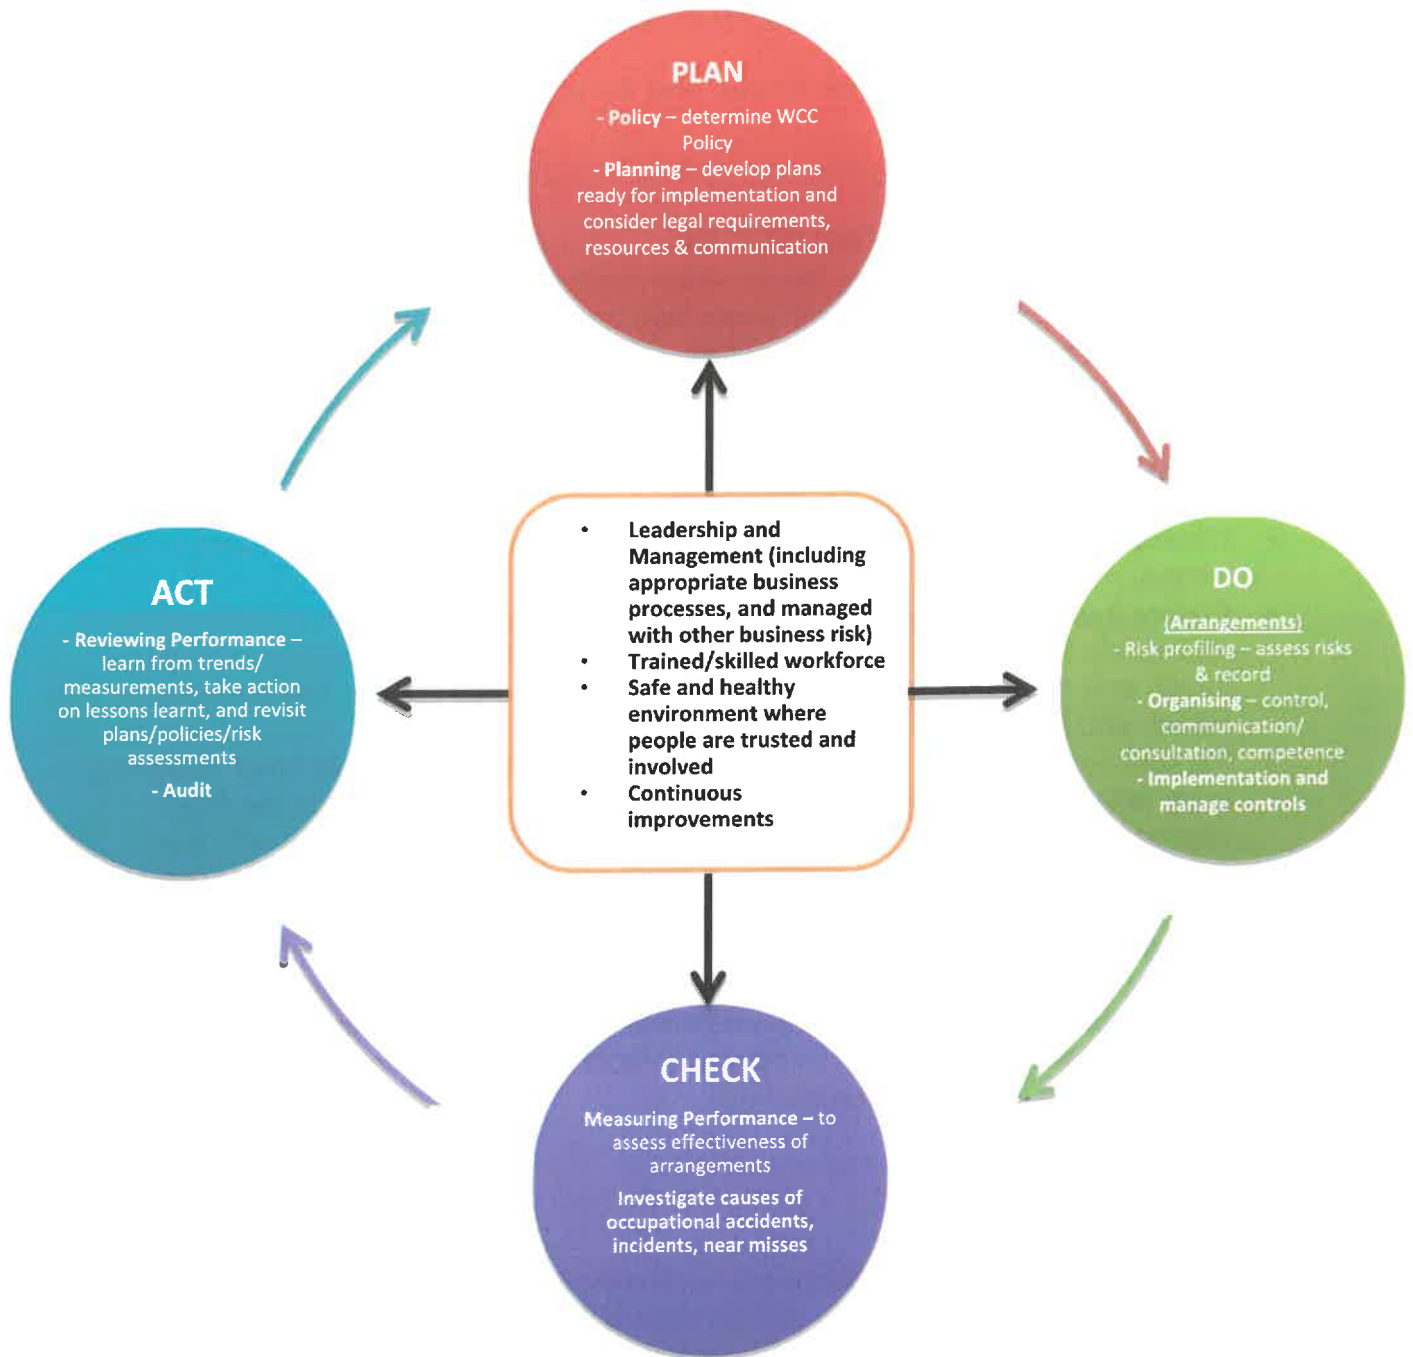 PLAN
- Policy – determine WCC
Policy
- Planning – develop plans
ready for implementation and
consider legal requirements,
resources & communication
ACT
- Reviewing Performance –
learn from trends/
measurements, take action
on lessons learnt, and revisit
plans/policies/risk
assessments
- Audit
• Leadership and
Management (including
appropriate business
processes, and managed
with other business risk)
• Trained/skilled workforce
• Safe and healthy
environment where
people are trusted and
involved
• Continuous
improvements
DO
(Arrangements)
- Risk profiling – assess risks
& record
- Organising – control,
communication/
consultation, competence
- Implementation and
manage controls
CHECK
Measuring Performance – to
assess effectiveness of
arrangements
Investigate causes of
occupational accidents,
incidents, near misses